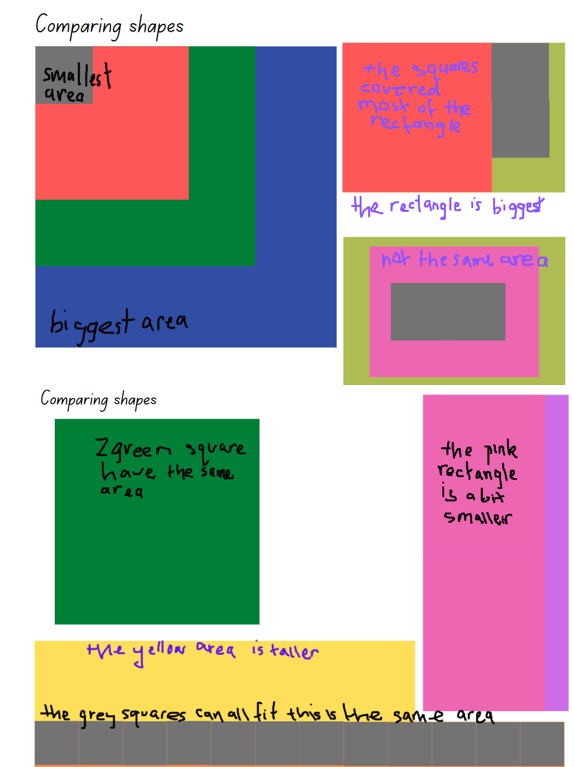 Comparing shapes
smallest
area
biggest area
the squares
covered
most of the
rectangle
the rectangle is biggest
not the same area
Comparing shapes
2 green square
have the same
area
the pink
rectangle
is a bit
smaller
the yellow area is taller
the grey squares can all fit this is the same area